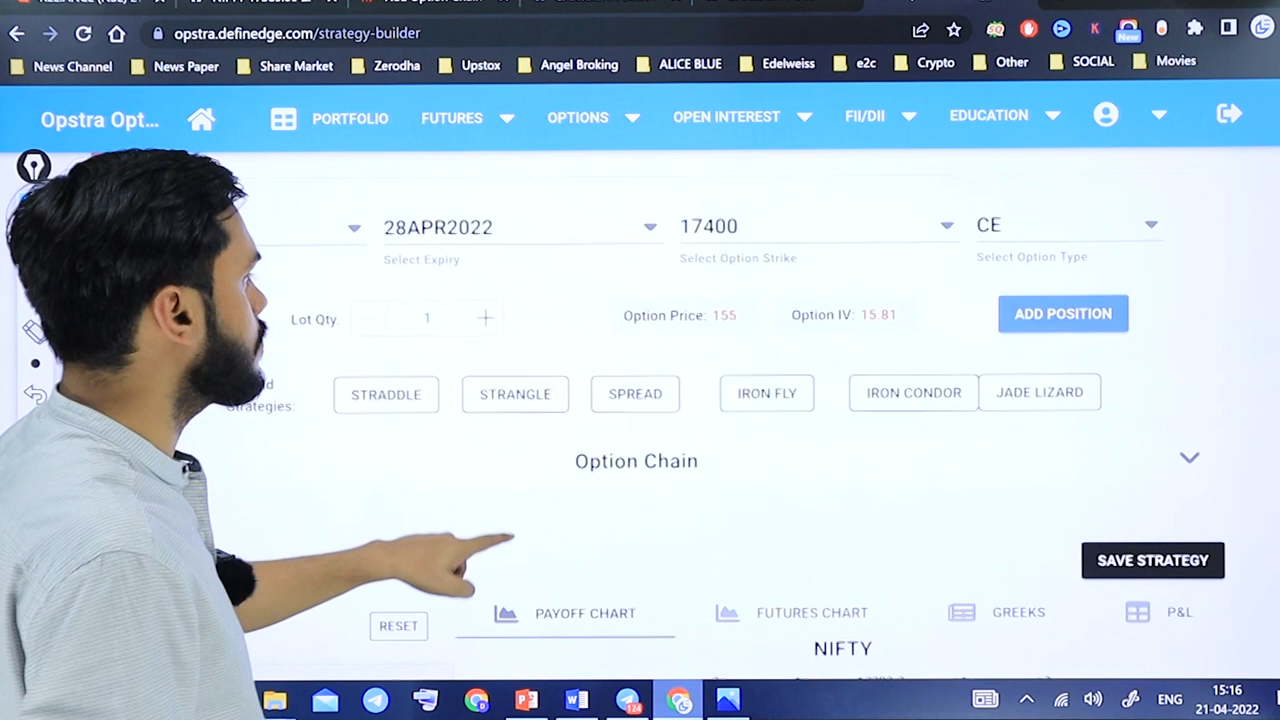 opstra.definedge.com/strategy-builder
New
News Channel News Paper Share Market Zerodha Upstox Angel Broking ALICE BLUE Edelweiss e2c Crypto Other SOCIAL Movies
Opstra Opt... PORTFOLIO FUTURES OPTIONS OPEN INTEREST FII/DII EDUCATION
28APR2022 17400 CE
Select Expiry Select Option Strike Select Option Type
Lot Qty. 1 + Option Price: 155 Option IV: 15.81 ADD POSITION
STRADDLE STRANGLE SPREAD IRON FLY IRON CONDOR JADE LIZARD
Strategies:
Option Chain
SAVE STRATEGY
RESET PAYOFF CHART FUTURES CHART GREEKS P&L
NIFTY
124 ENG 15:16
21-04-2022